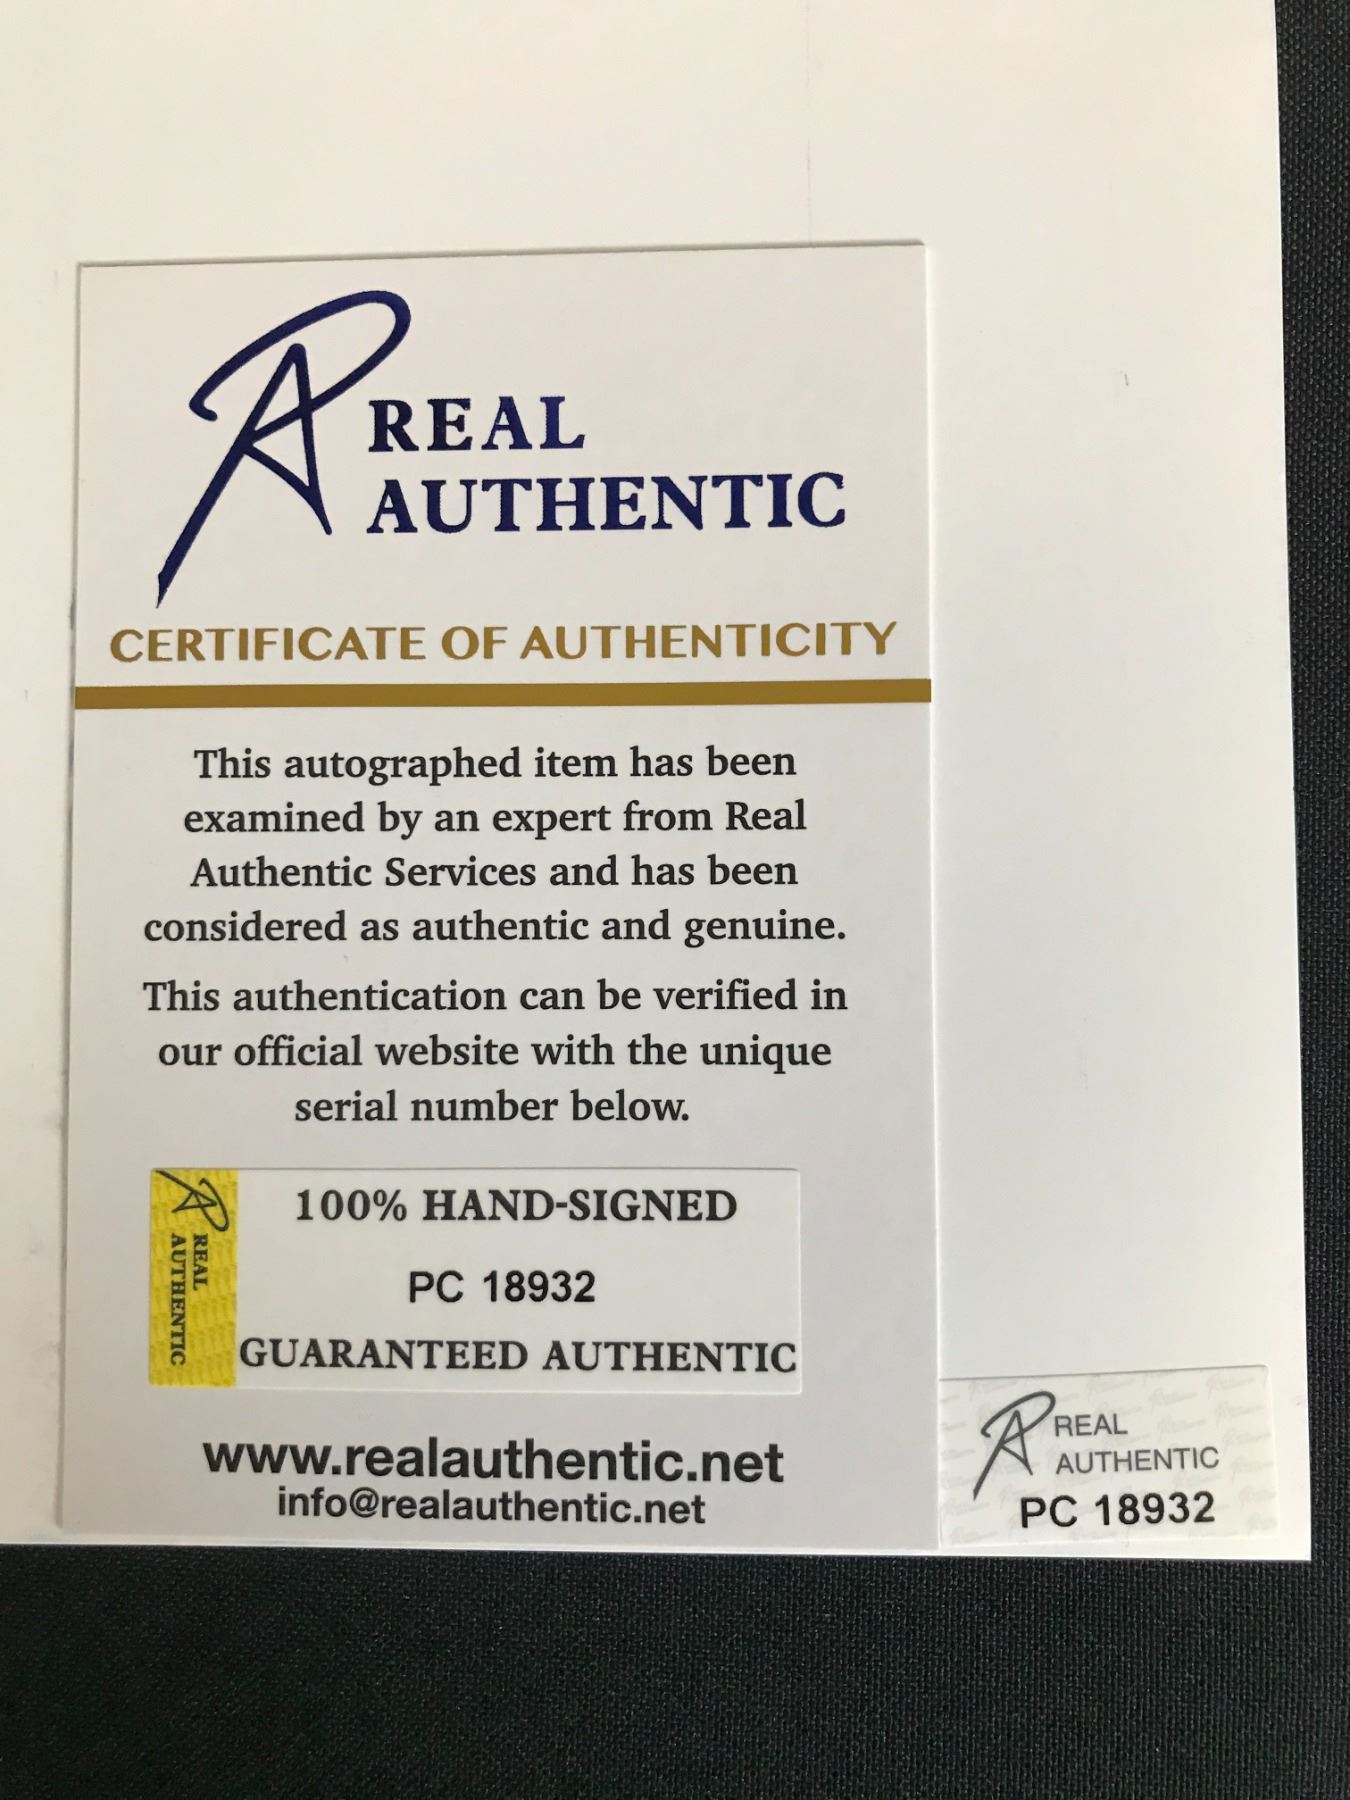 REAL
AUTHENTIC
CERTIFICATE OF AUTHENTICITY
This autographed item has been
examined by an expert from Real
Authentic Services and has been
considered as authentic and genuine.
This authentication can be verified in
our official website with the unique
serial number below.
REAL
AUTHENTIC
100% HAND-SIGNED
PC 18932
GUARANTEED AUTHENTIC
www.realauthentic.net
info@realauthentic.net
REAL
AUTHENTIC
PC 18932